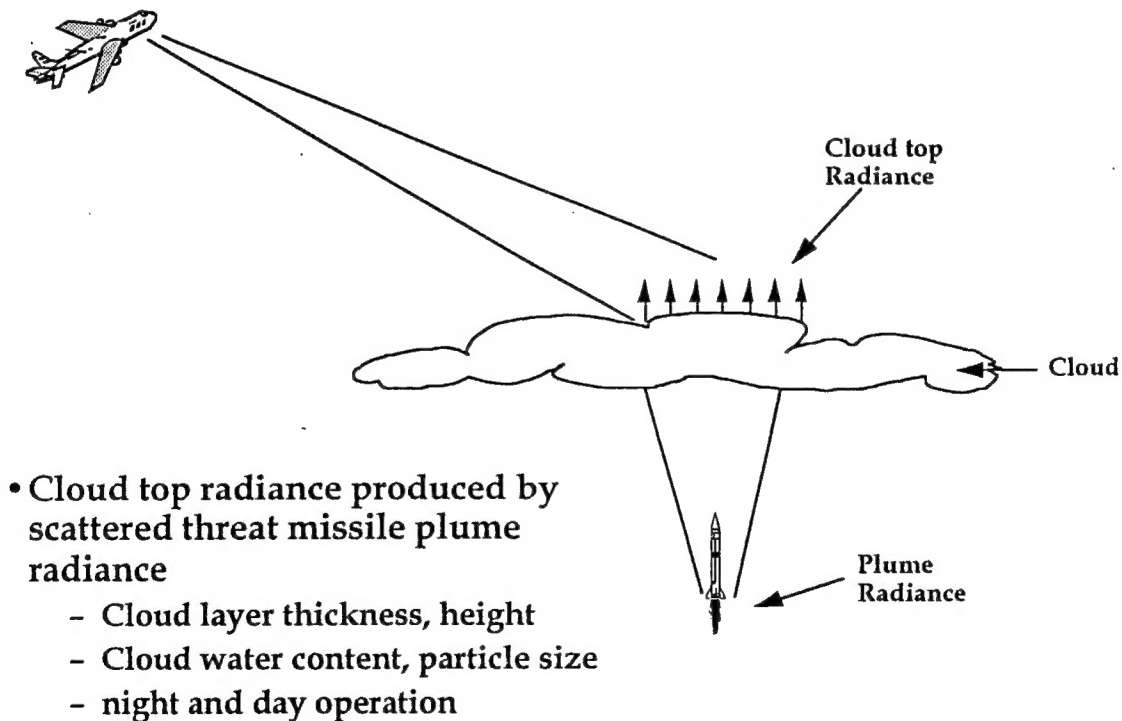 Cloud top
Radiance
Cloud
• Cloud top radiance produced by
scattered threat missile plume
radiance
- Cloud layer thickness, height
- Cloud water content, particle size
- night and day operation
Plume
Radiance